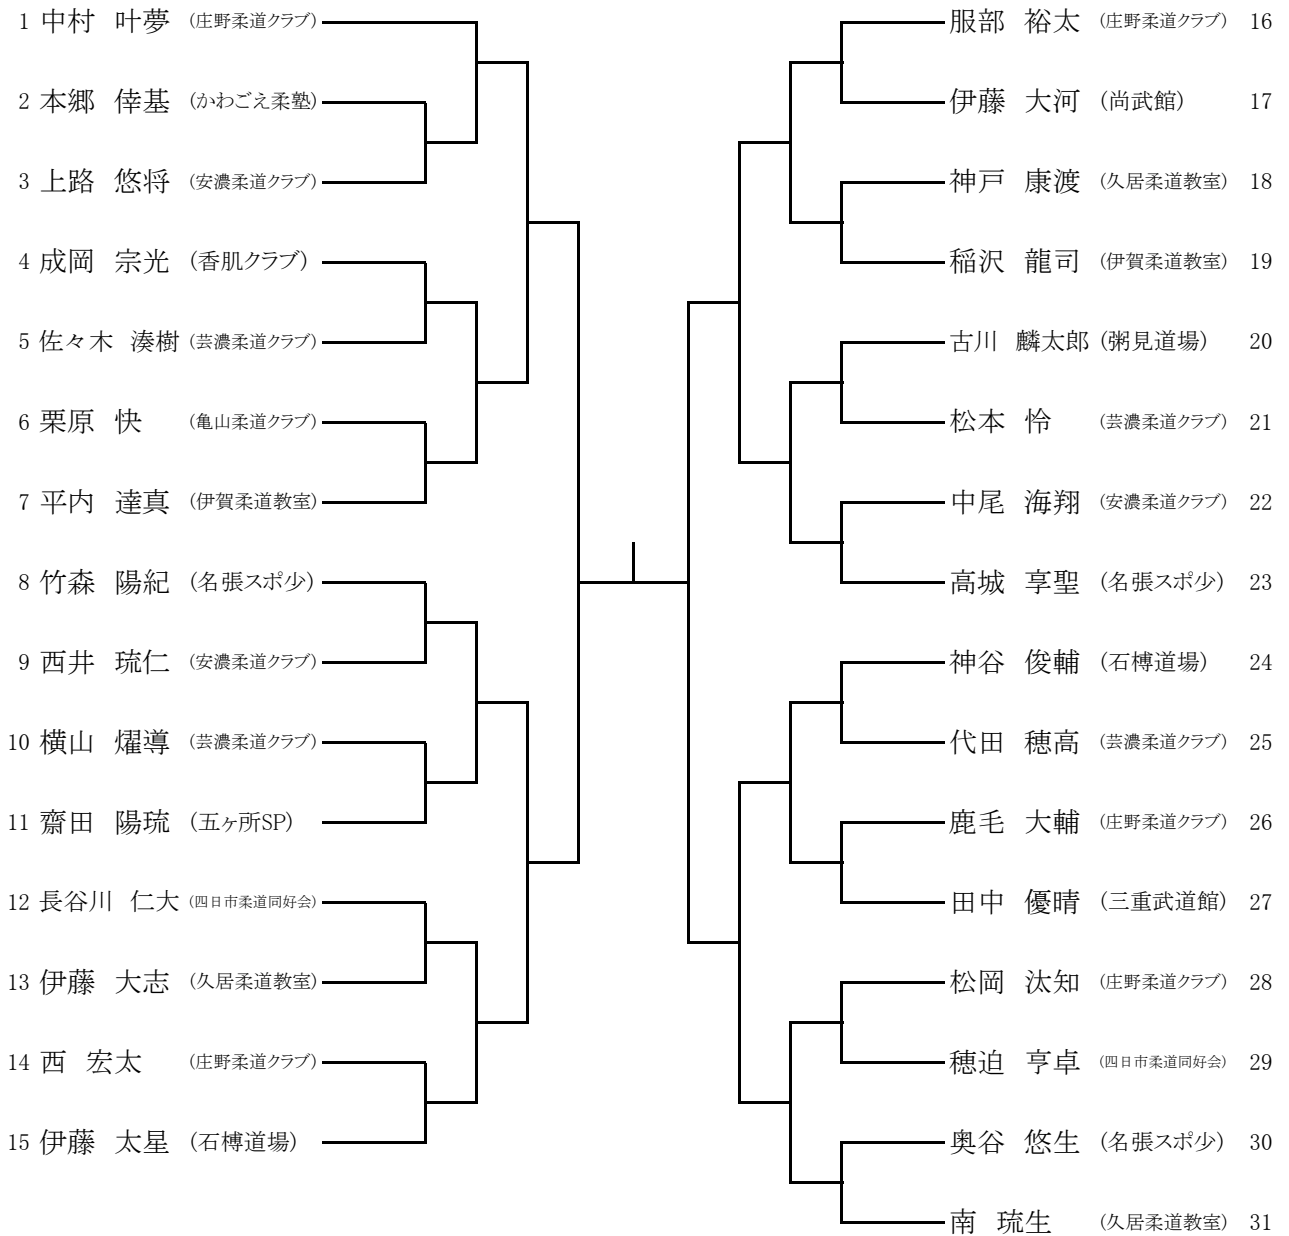 1 中村 叶夢 (庄野柔道クラブ)
2 本郷 倖基 (かわごえ柔塾)
3 上路 悠将 (安濃柔道クラブ)
4 成岡 宗光 (香肌クラブ)
5 佐々木 湊樹 (芸濃柔道クラブ)
6 栗原 快 (亀山柔道クラブ)
7 平内 達真 (伊賀柔道教室)
8 竹森 陽紀 (名張スポ少)
9 西井 琉仁 (安濃柔道クラブ)
10 横山 燿導 (芸濃柔道クラブ)
11 齋田 陽琉 (五ヶ所SP)
12 長谷川 仁大 (四日市柔道同好会)
13 伊藤 大志 (久居柔道教室)
14 西 宏太 (庄野柔道クラブ)
15 伊藤 太星 (石榑道場)
服部 裕太 (庄野柔道クラブ) 16
伊藤 大河 (尚武館) 17
神戸 康渡 (久居柔道教室) 18
稲沢 龍司 (伊賀柔道教室) 19
古川 麟太郎 (粥見道場) 20
松本 怜 (芸濃柔道クラブ) 21
中尾 海翔 (安濃柔道クラブ) 22
高城 享聖 (名張スポ少) 23
神谷 俊輔 (石榑道場) 24
代田 穂高 (芸濃柔道クラブ) 25
鹿毛 大輔 (庄野柔道クラブ) 26
田中 優晴 (三重武道館) 27
松岡 汰知 (庄野柔道クラブ) 28
穂迫 亨卓 (四日市柔道同好会) 29
奥谷 悠生 (名張スポ少) 30
南 琉生 (久居柔道教室) 31